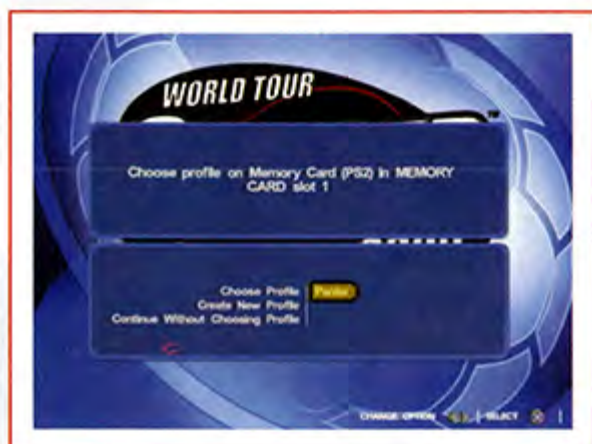 WORLD TOUR
Choose profile on Memory Card (PS2) in MEMORY
CARD slot 1
Choose Profile
Create New Profile
Continue Without Choosing Profile
CHANGE OPTION
SELECT